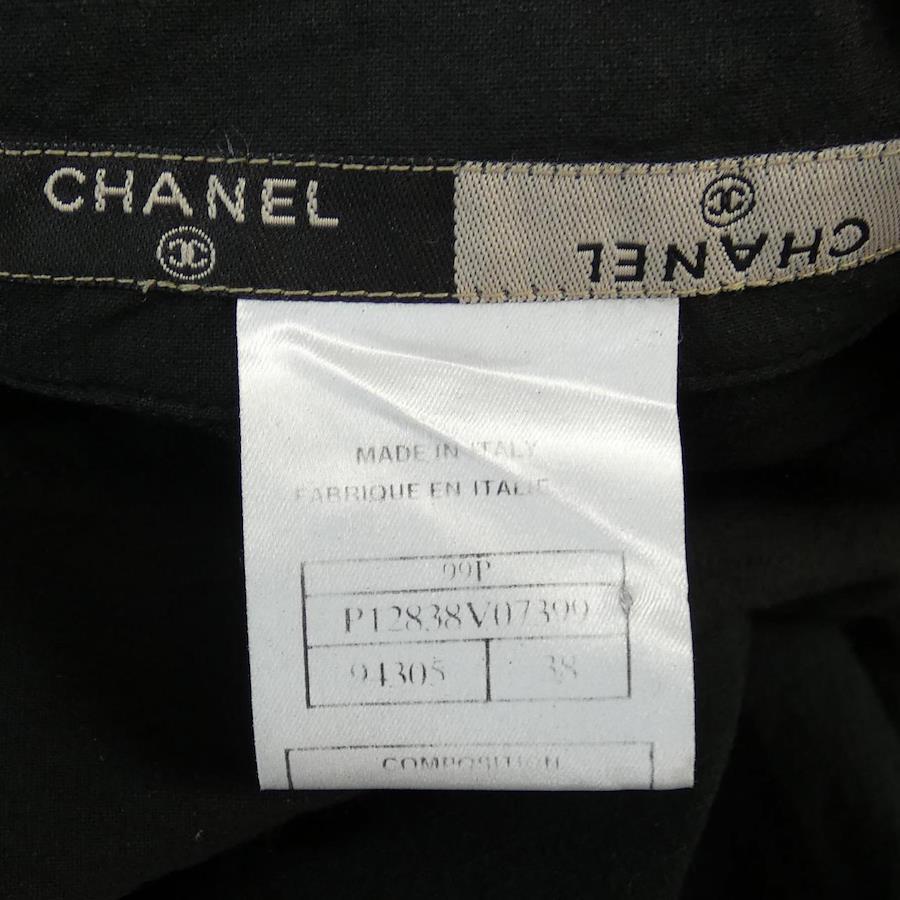 CHANEL
CHANEL
MADE IN ITALY
FABRIQUE EN ITALIE
99P
P12838V07399
94305 38
COMPOSITION